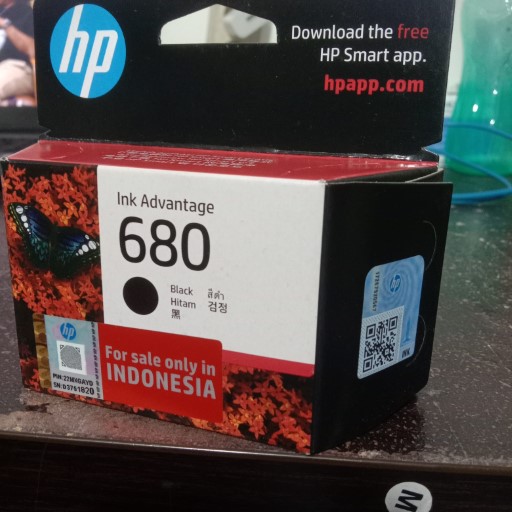 hp
Download the free
HP Smart app.
hpapp.com
Ink Advantage
680
Black
Hitam
黑
สีดำ
검정
hp
For sale only in
INDONESIA
hp
INK
M